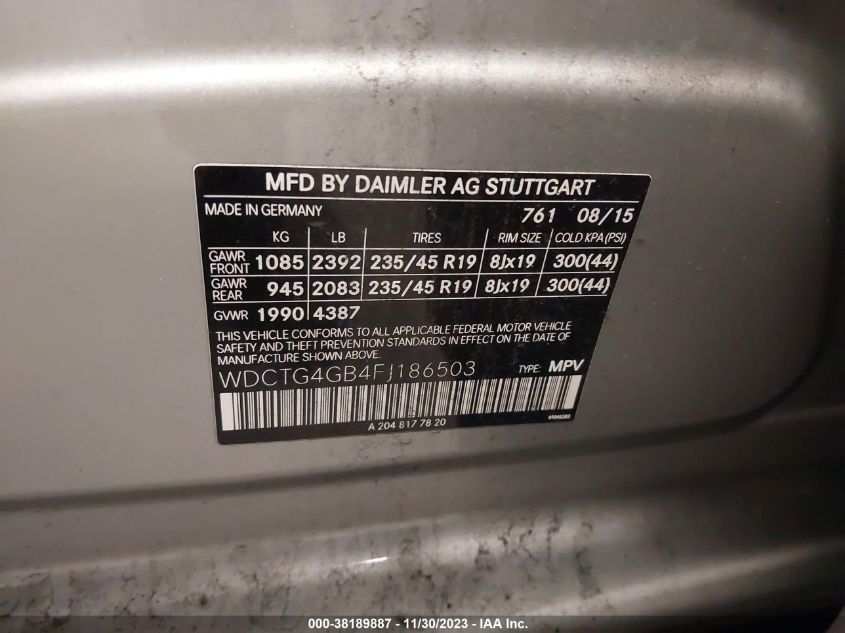 MFD BY DAIMLER AG STUTTGART
MADE IN GERMANY 761 08/15
KG LB TIRES RIM SIZE COLD KPA(PSI)
GAWR FRONT 1085 2392 235/45 R19 8Jx19 300(44)
GAWR REAR 945 2083 235/45 R19 8Jx19 300(44)
GVWR 1990 4387
THIS VEHICLE CONFORMS TO ALL APPLICABLE FEDERAL MOTOR VEHICLE
SAFETY AND THEFT PREVENTION STANDARDS IN EFFECT ON THE DATE OF
MANUFACTURE SHOWN ABOVE.
WDCTG4GB4FJ186503 TYPE: MPV
A 204 817 78 20
000-38189887 - 11/30/2023 - IAA Inc.